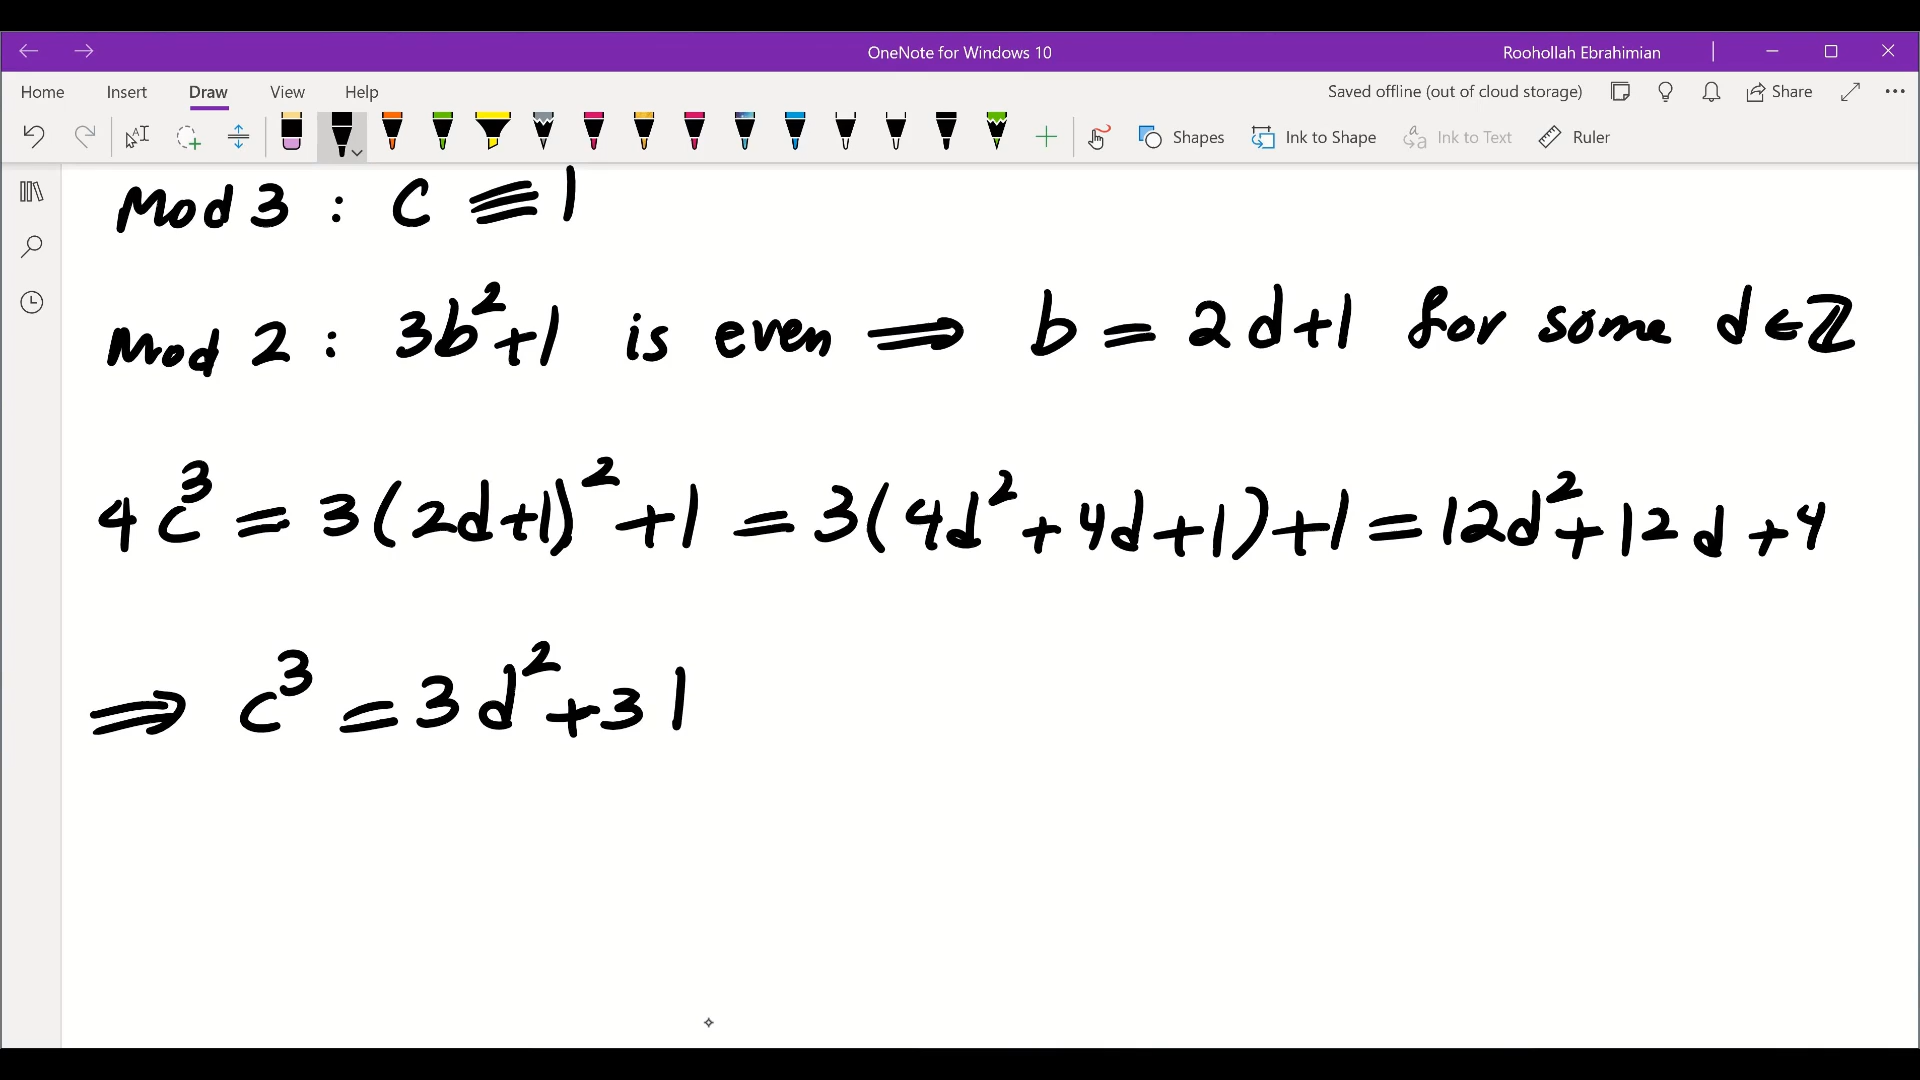 OneNote for Windows 10
Roohollah Ebrahimian
Home Insert Draw View Help
Saved offline (out of cloud storage) Share
Shapes Ink to Shape Ink to Text Ruler
Mod 3 : c ≡ 1
Mod 2 : 3b²+1 is even ⟹ b = 2d+1 for some d∈ℤ
4c³ = 3(2d+1)² + 1 = 3(4d² + 4d + 1) + 1 = 12d² + 12d + 4
⟹ c³ = 3d² + 3 l